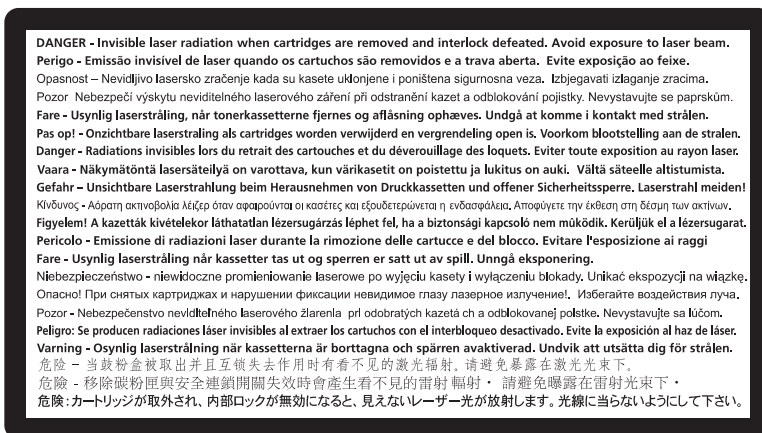 DANGER - Invisible laser radiation when cartridges are removed and interlock defeated. Avoid exposure to laser beam.
Perigo - Emissão invisível de laser quando os cartuchos são removidos e a trava aberta. Evite exposição ao feixe.
Opasnost – Nevidljivo lasersko zračenje kada su kasete uklonjene i poništena sigurnosna veza. Izbjegavati izlaganje zracima.
Pozor Nebezpečí výskytu neviditelného laserového záření při odstranění kazet a odblokování pojistky. Nevystavujte se paprskům.
Fare - Usynlig laserstråling, når tonerkassetterne fjernes og aflåsning ophæves. Undgå at komme i kontakt med strålen.
Pas op! - Onzichtbare laserstraling als cartridges worden verwijderd en vergrendeling open is. Voorkom blootstelling aan de stralen.
Danger - Radiations invisibles lors du retrait des cartouches et du déverouillage des loquets. Eviter toute exposition au rayon laser.
Vaara - Näkymätöntä lasersäteilyä on varottava, kun värikasetit on poistettu ja lukitus on auki. Vältä säteelle altistumista.
Gefahr - Unsichtbare Laserstrahlung beim Herausnehmen von Druckkassetten und offener Sicherheitssperre. Laserstrahl meiden!
Κίνδυνος - Αόρατη ακτινοβολία λέιζερ όταν αφαιρούνται οι κασέτες και εξουδετερώνεται η ενδασφάλεια. Αποφύγετε την έκθεση στη δέσμη των ακτίνων.
Figyelem! A kazetták kivételekor láthatatlan lézersugárzás léphet fel, ha a biztonsági kapcsoló nem mûködik. Kerüljük el a lézersugarat.
Pericolo - Emissione di radiazioni laser durante la rimozione delle cartucce e del blocco. Evitare l'esposizione ai raggi
Fare - Usynlig laserstråling når kassetter tas ut og sperren er satt ut av spill. Unngå eksponering.
Niebezpieczeństwo - niewidoczne promieniowanie laserowe po wyjęciu kasety i wyłączeniu blokady. Unikać ekspozycji na wiązkę.
Опасно! При снятых картриджах и нарушении фиксации невидимое глазу лазерное излучение!. Избегайте воздействия луча.
Pozor - Nebezpečenstvo neviditeľného laserového žiarenia pri odobratých kazetá ch a odblokovanej poistke. Nevystavujte sa lúčom.
Peligro: Se producen radiaciones láser invisibles al extraer los cartuchos con el interbloqueo desactivado. Evite la exposición al haz de láser.
Varning - Osynlig laserstrålning när kassetterna är borttagna och spärren avaktiverad. Undvik att utsätta dig för strålen.
危险 – 当鼓粉盒被取出并且互锁失去作用时有看不见的激光辐射。请避免暴露在激光光束下。
危險 - 移除碳粉匣與安全連鎖開關失效時會產生看不見的雷射輻射‧ 請避免曝露在雷射光束下‧
危険：カートリッジが取外され、内部ロックが無効になると、見えないレーザー光が放射します。光線に当らないようにして下さい。